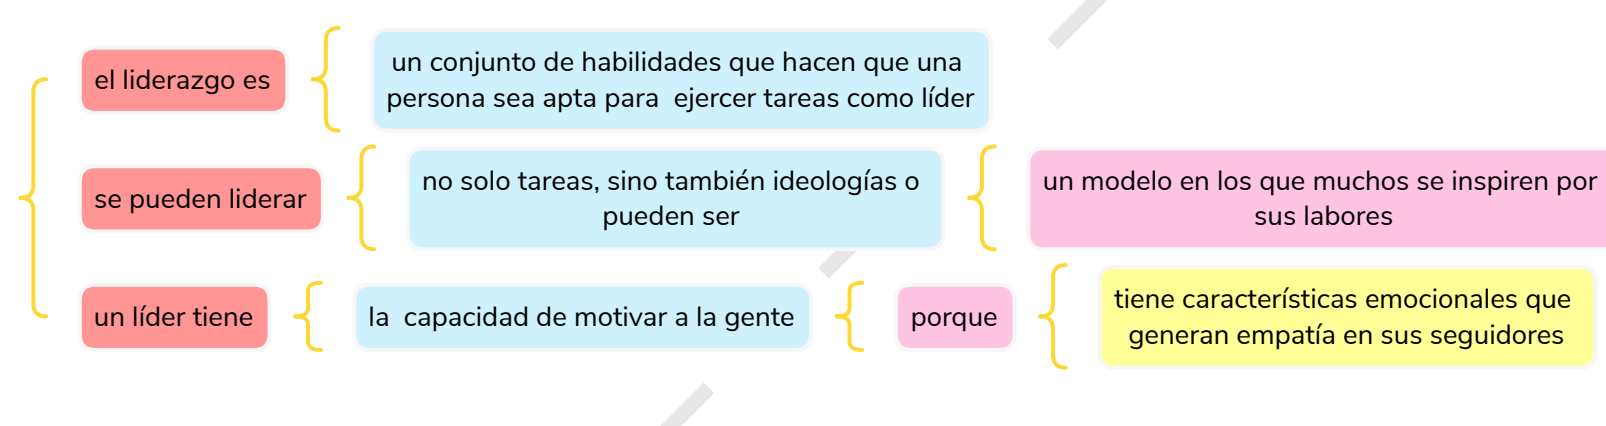 el liderazgo es
un conjunto de habilidades que hacen que una
persona sea apta para  ejercer tareas como líder
se pueden liderar
no solo tareas, sino también ideologías o
pueden ser
un modelo en los que muchos se inspiren por
sus labores
un líder tiene
la  capacidad de motivar a la gente
porque
tiene características emocionales que
generan empatía en sus seguidores